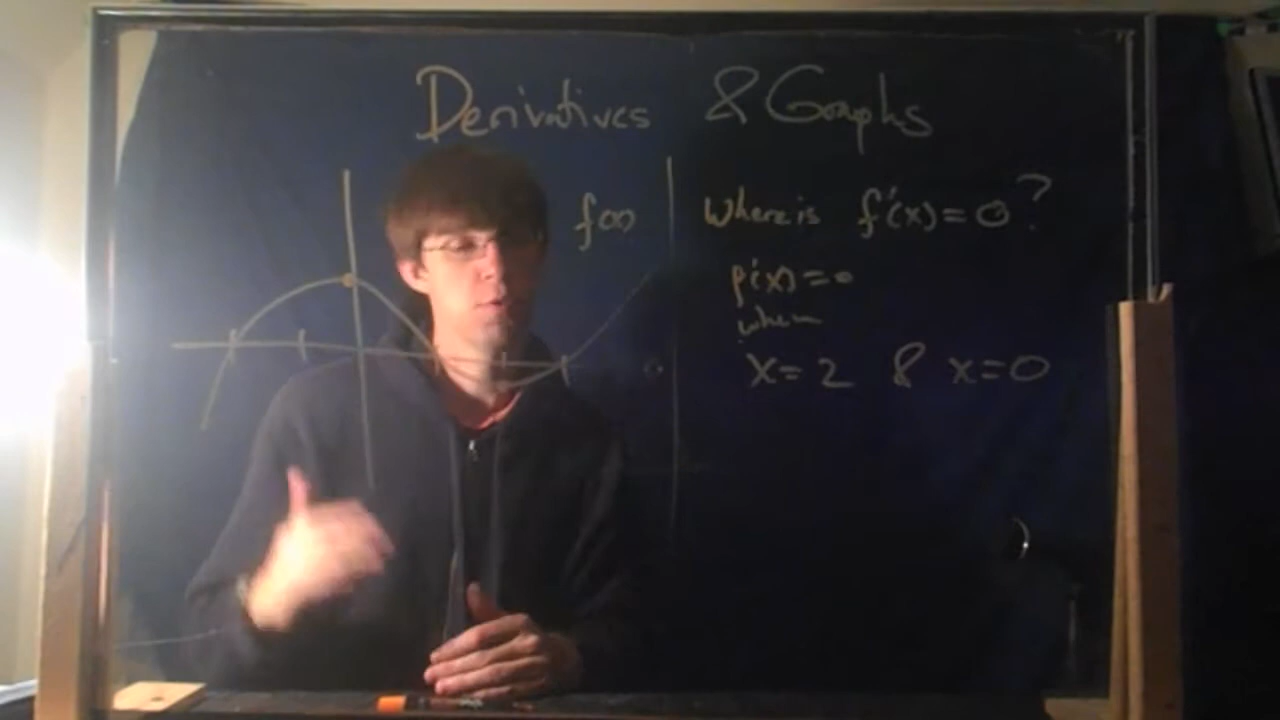 Derivatives & Graphs
f(x)
Where is f'(x)=0?
f'(x)=0
when
x=2 & x=0